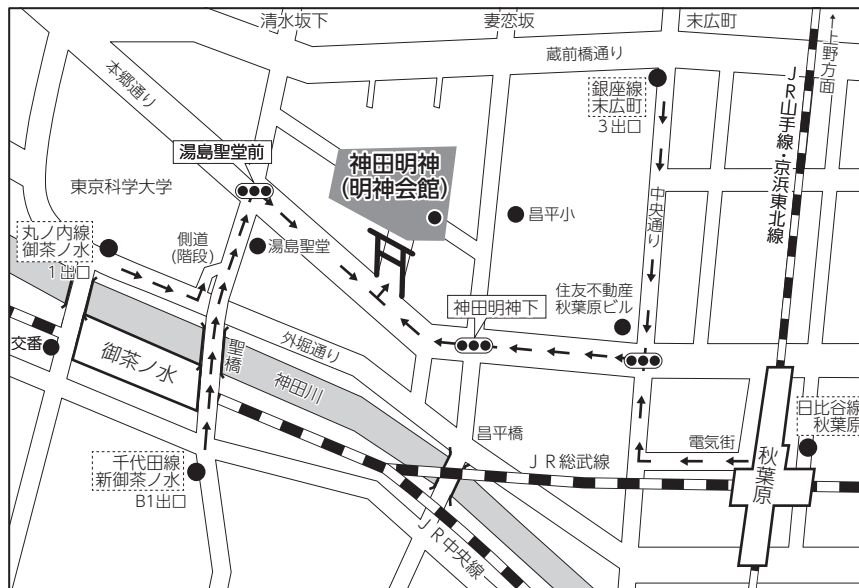 清水坂下
妻恋坂
末広町
↑上野方面
蔵前橋通り
本郷通り
銀座線
末広町
3出口
JR山手線・京浜東北線
湯島聖堂前
神田明神
(明神会館)
東京科学大学
昌平小
中央通り
丸ノ内線
御茶ノ水
1出口
側道
(階段)
湯島聖堂
神田明神下
住友不動産
秋葉原ビル
交番
御茶ノ水
聖橋
外堀通り
神田川
昌平橋
電気街
日比谷線
秋葉原
秋葉原
千代田線
新御茶ノ水
B1出口
JR総武線
JR中央線